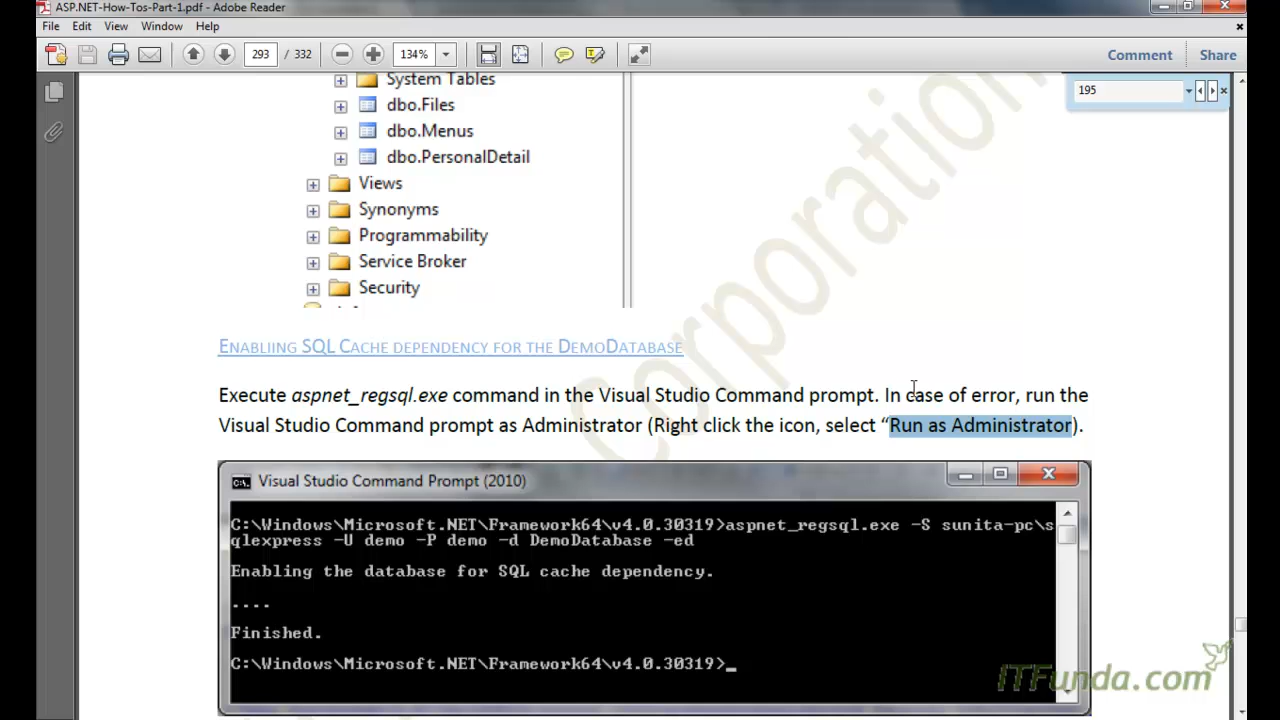 ASP.NET-How-Tos-Part-1.pdf - Adobe Reader
File Edit View Window Help
293 / 332 134% Comment Share
195
System Tables
dbo.Files
dbo.Menus
dbo.PersonalDetail
Views
Synonyms
Programmability
Service Broker
Security
Corporation
ENABLIING SQL CACHE DEPENDENCY FOR THE DEMODATABASE
Execute aspnet_regsql.exe command in the Visual Studio Command prompt. In case of error, run the
Visual Studio Command prompt as Administrator (Right click the icon, select “Run as Administrator).
Visual Studio Command Prompt (2010)
C:\Windows\Microsoft.NET\Framework64\v4.0.30319>aspnet_regsql.exe -S sunita-pc\s
qlexpress -U demo -P demo -d DemoDatabase -ed
Enabling the database for SQL cache dependency.
....
Finished.
C:\Windows\Microsoft.NET\Framework64\v4.0.30319>_
ITFunda.com